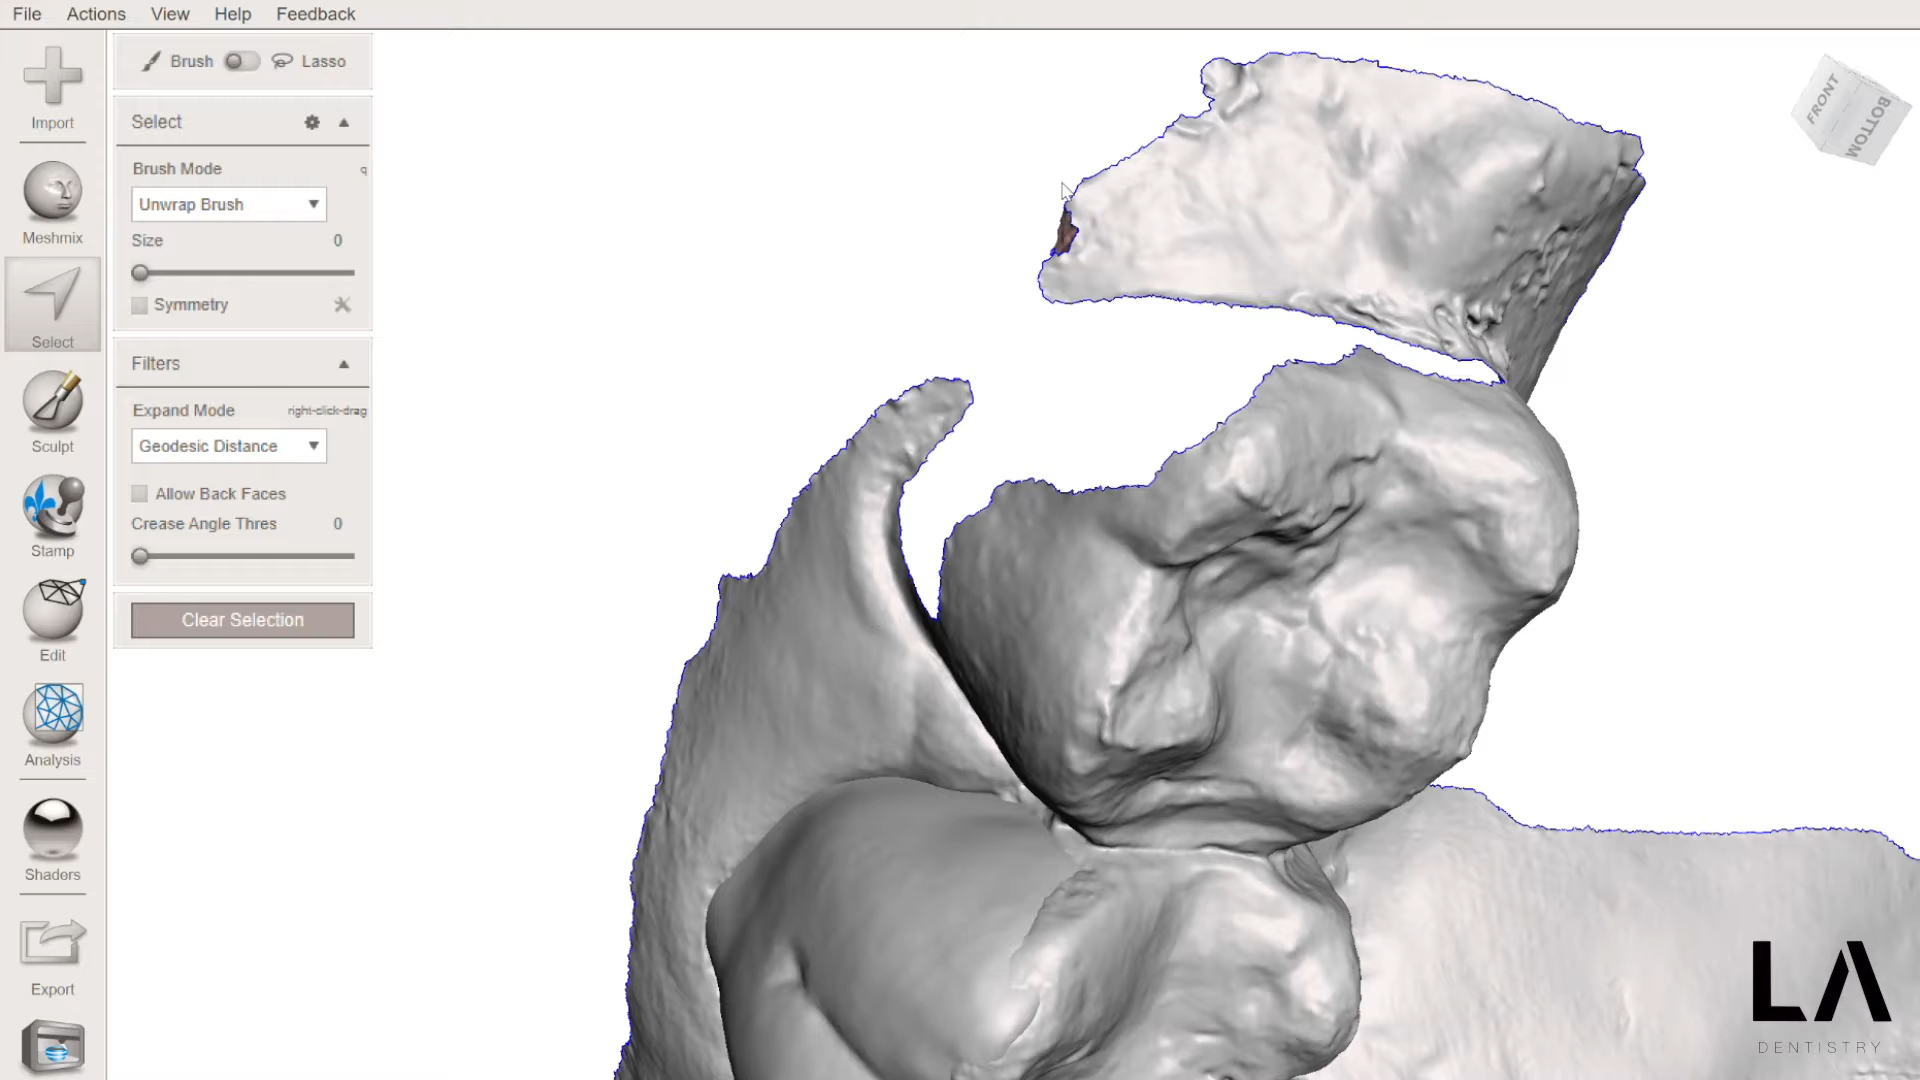 File Actions View Help Feedback
Import
Meshmix
Select
Sculpt
Stamp
Edit
Analysis
Shaders
Export
Brush Lasso
Select
Brush Mode q
Unwrap Brush
Size 0
Symmetry
Filters
Expand Mode right-click-drag
Geodesic Distance
Allow Back Faces
Crease Angle Thres 0
Clear Selection
FRONT
BOTTOM
LA
DENTISTRY